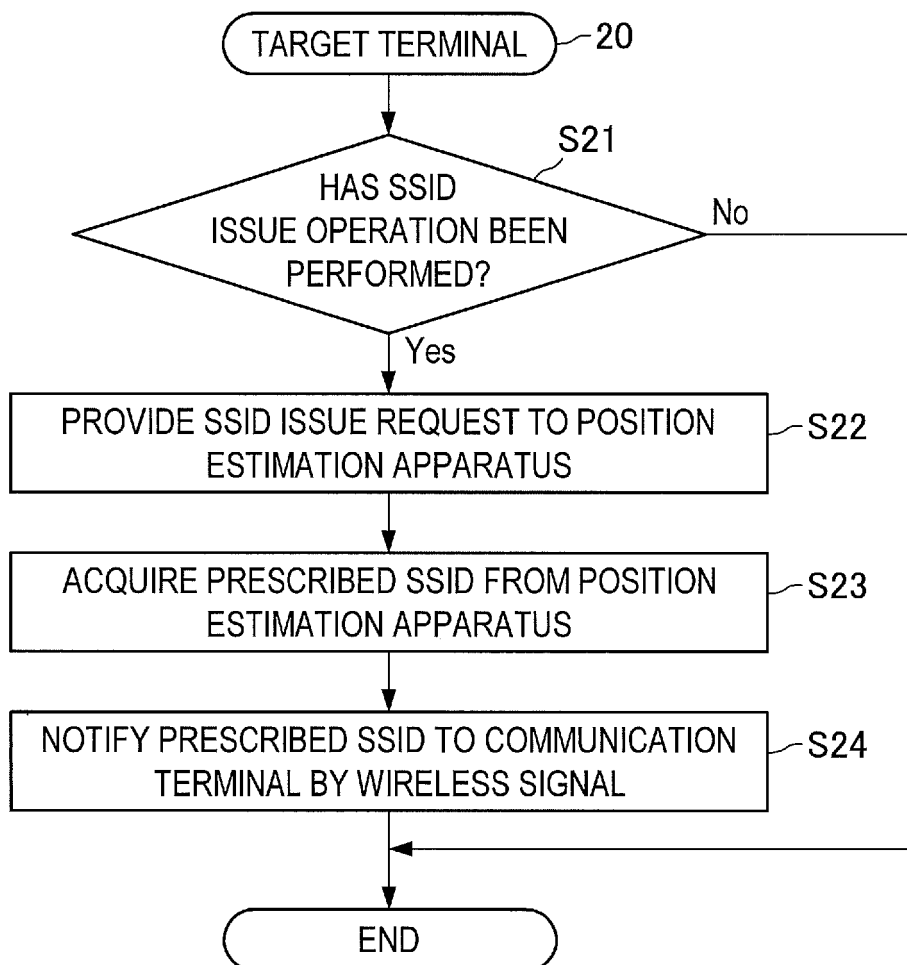 TARGET TERMINAL
20
S21
HAS SSID
ISSUE OPERATION BEEN
PERFORMED?
No
Yes
PROVIDE SSID ISSUE REQUEST TO POSITION
ESTIMATION APPARATUS
S22
ACQUIRE PRESCRIBED SSID FROM POSITION
ESTIMATION APPARATUS
S23
NOTIFY PRESCRIBED SSID TO COMMUNICATION
TERMINAL BY WIRELESS SIGNAL
S24
END